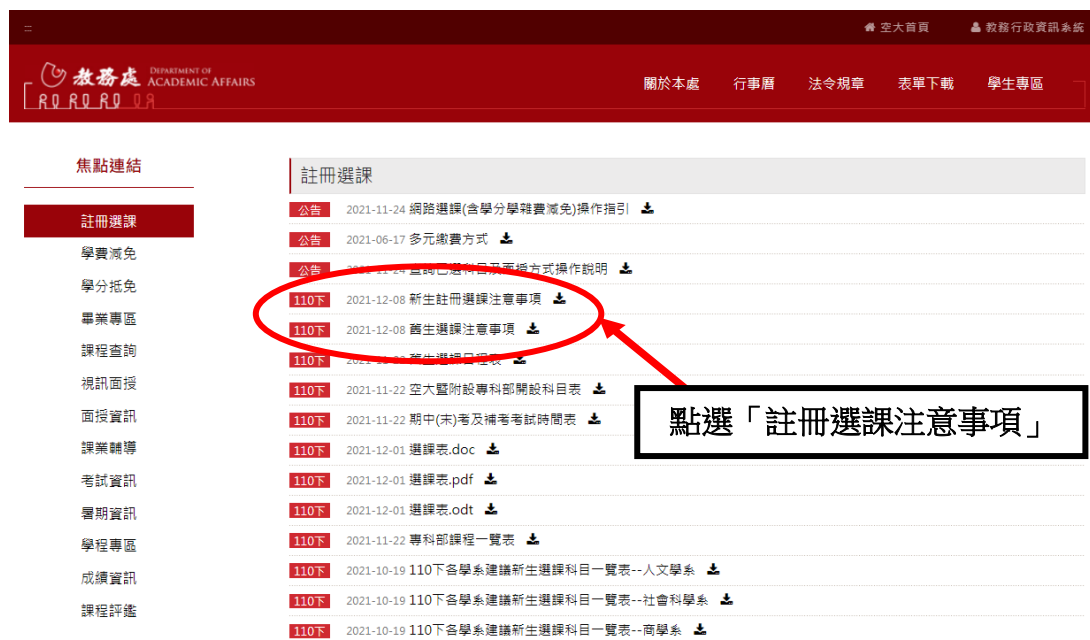 空大首頁 教務行政資訊系統
教務處 DEPARTMENT OF ACADEMIC AFFAIRS
關於本處 行事曆 法令規章 表單下載 學生專區
焦點連結
註冊選課
學費減免
學分抵免
畢業專區
課程查詢
視訊面授
面授資訊
課業輔導
考試資訊
暑期資訊
學程專區
成績資訊
課程評鑑
註冊選課
公告 2021-11-24 網路選課(含學分學雜費減免)操作指引
公告 2021-06-17 多元繳費方式
公告 2021-11-24 查詢已選科目及面授方式操作說明
110下 2021-12-08 新生註冊選課注意事項
110下 2021-12-08 舊生選課注意事項
110下 舊生選課日程表
110下 2021-11-22 空大暨附設專科部開設科目表
110下 2021-11-22 期中(末)考及補考考試時間表
110下 2021-12-01 選課表.doc
110下 2021-12-01 選課表.pdf
110下 2021-12-01 選課表.odt
110下 2021-11-22 專科部課程一覽表
110下 2021-10-19 110下各學系建議新生選課科目一覽表--人文學系
110下 2021-10-19 110下各學系建議新生選課科目一覽表--社會科學系
110下 2021-10-19 110下各學系建議新生選課科目一覽表--商學系
點選「註冊選課注意事項」